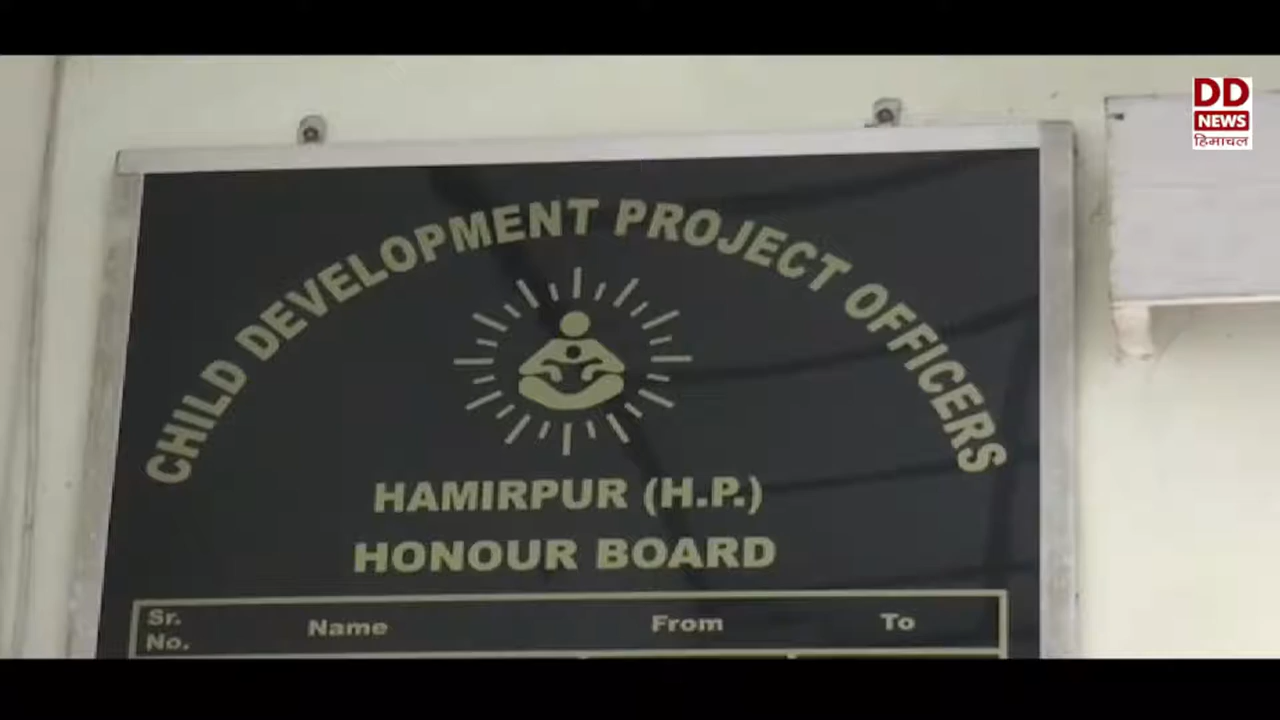 DD
NEWS
हिमाचल
CHILD DEVELOPMENT PROJECT OFFICERS
HAMIRPUR (H.P.)
HONOUR BOARD
Sr. No. Name From To